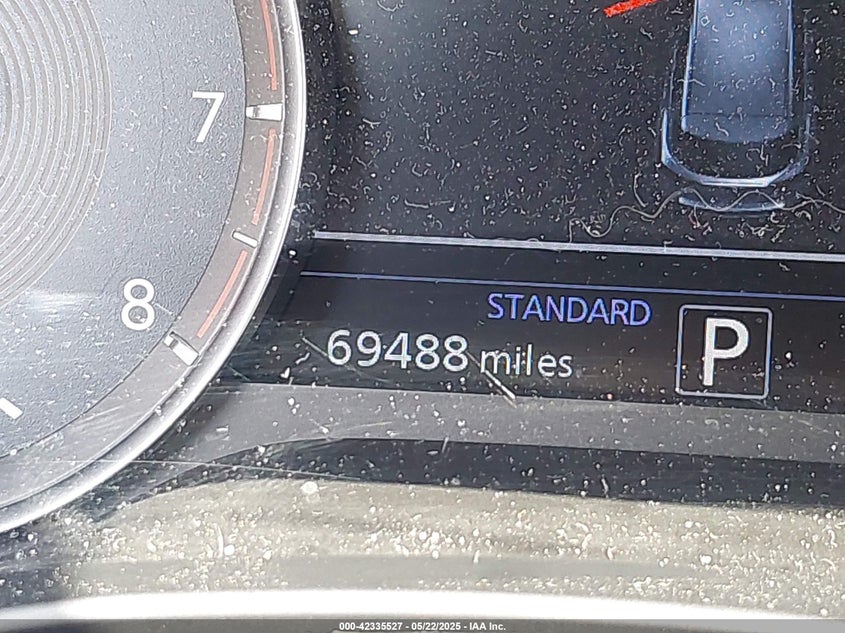 7
8
STANDARD
P
69488 miles
000-42335527 - 05/22/2025 - IAA Inc.